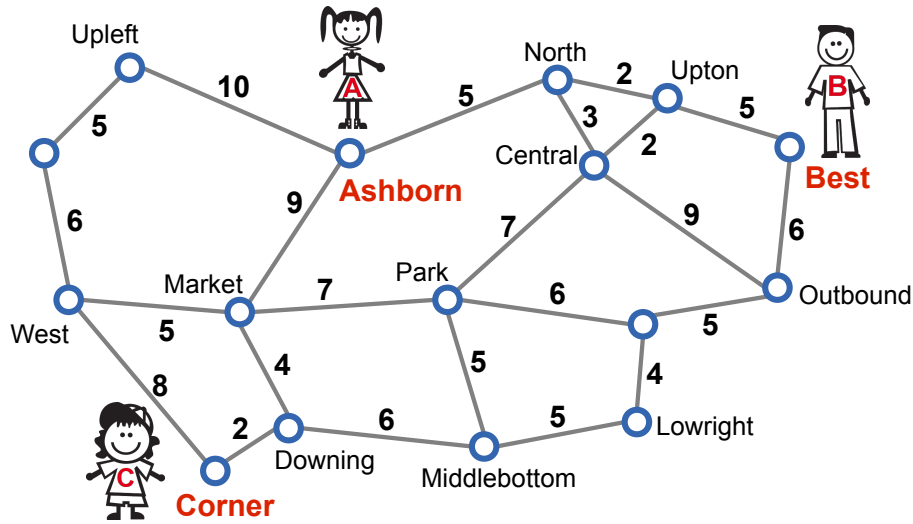 Upleft
North
2
Upton
10
A
5
B
5
5
3
2
Central
Best
Ashborn
9
6
7
9
6
Market
Park
7
6
Outbound
West
5
5
8
4
5
4
2
6
5
Lowright
C
Downing
Middlebottom
Corner